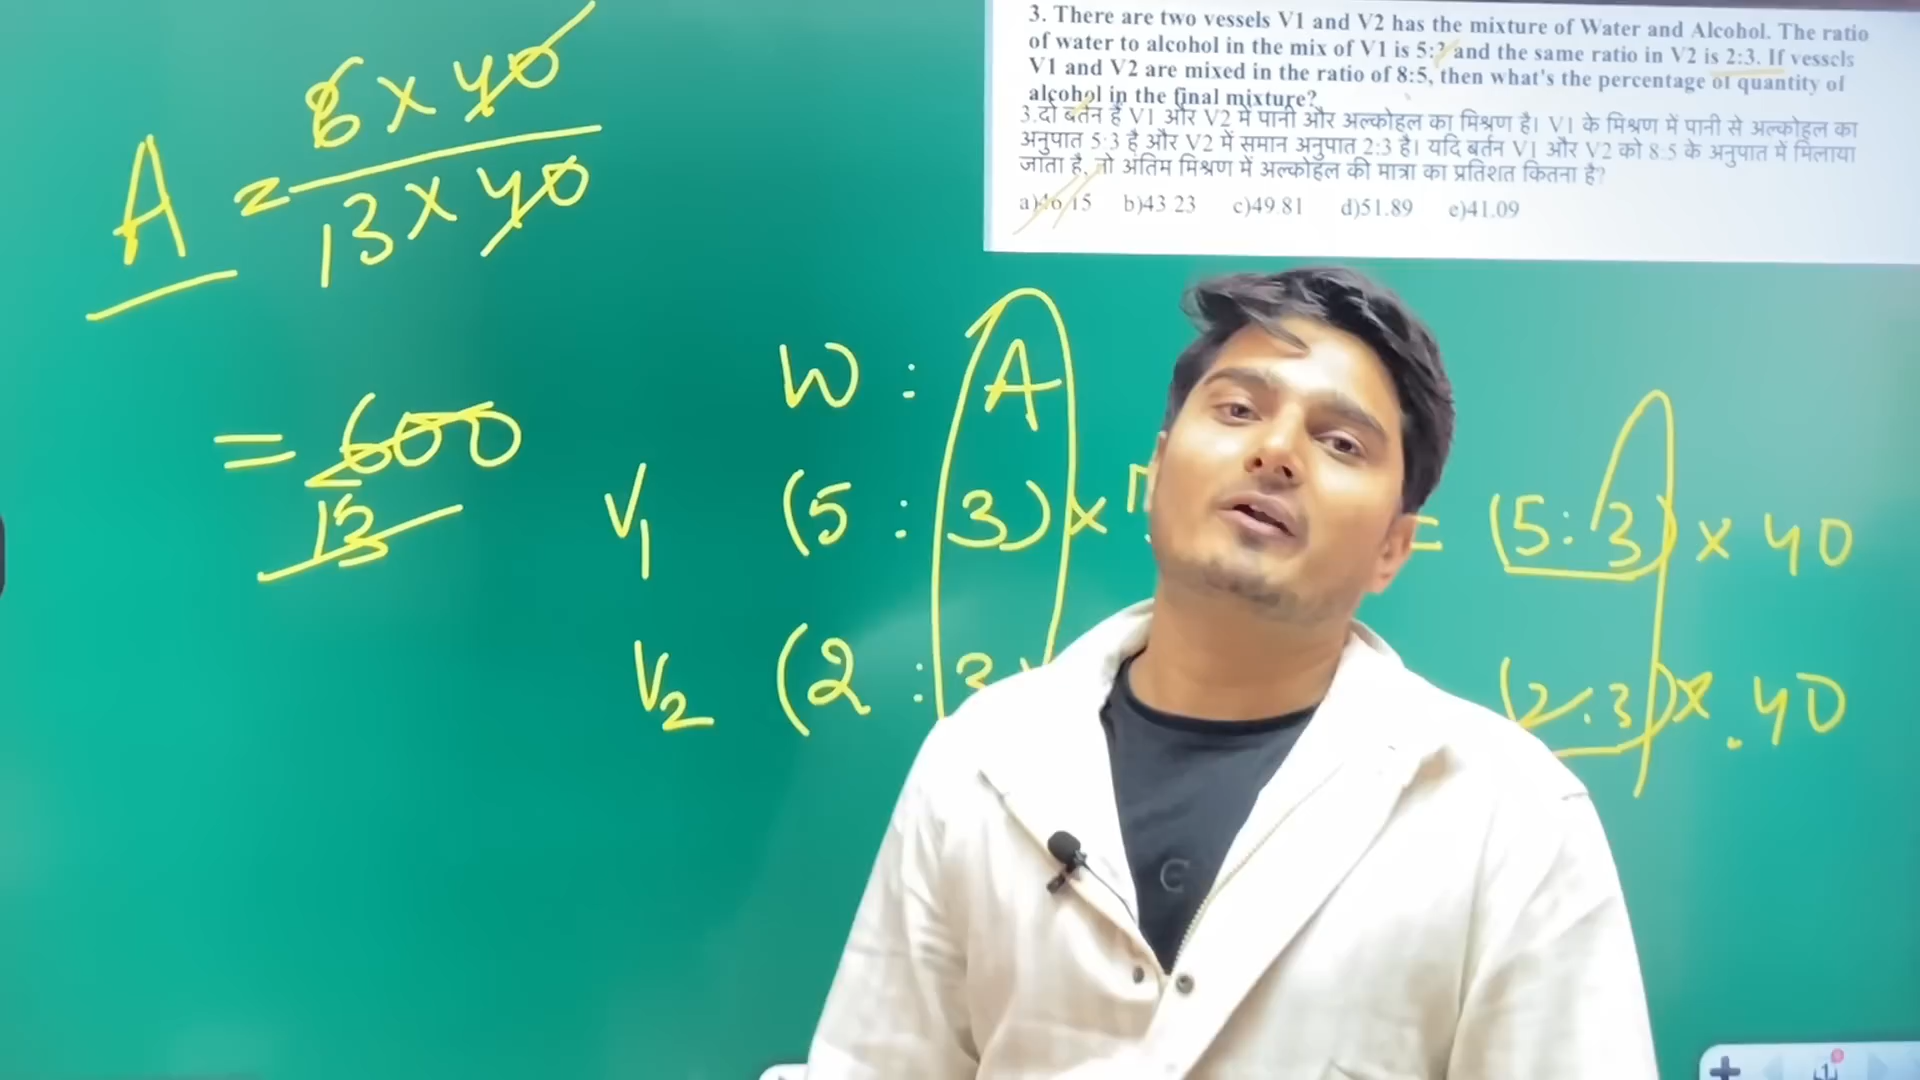 3. There are two vessels V1 and V2 has the mixture of Water and Alcohol. The ratio
of water to alcohol in the mix of V1 is 5:3 and the same ratio in V2 is 2:3. If vessels
V1 and V2 are mixed in the ratio of 8:5, then what's the percentage of quantity of
alcohol in the final mixture?
3.दो बर्तन हैं V1 और V2 में पानी और अल्कोहल का मिश्रण है। V1 के मिश्रण में पानी से अल्कोहल का
अनुपात 5:3 है और V2 में समान अनुपात 2:3 है। यदि बर्तन V1 और V2 को 8:5 के अनुपात में मिलाया
जाता है, तो अंतिम मिश्रण में अल्कोहल की मात्रा का प्रतिशत कितना है?
a)46.15 b)43.23 c)49.81 d)51.89 e)41.09
A = 6 × 40
13 × 40
= 600
13
W : A
V1 (5 : 3) × = (5:3) × 40
V2 (2 : 3) (2:3) × 40
C